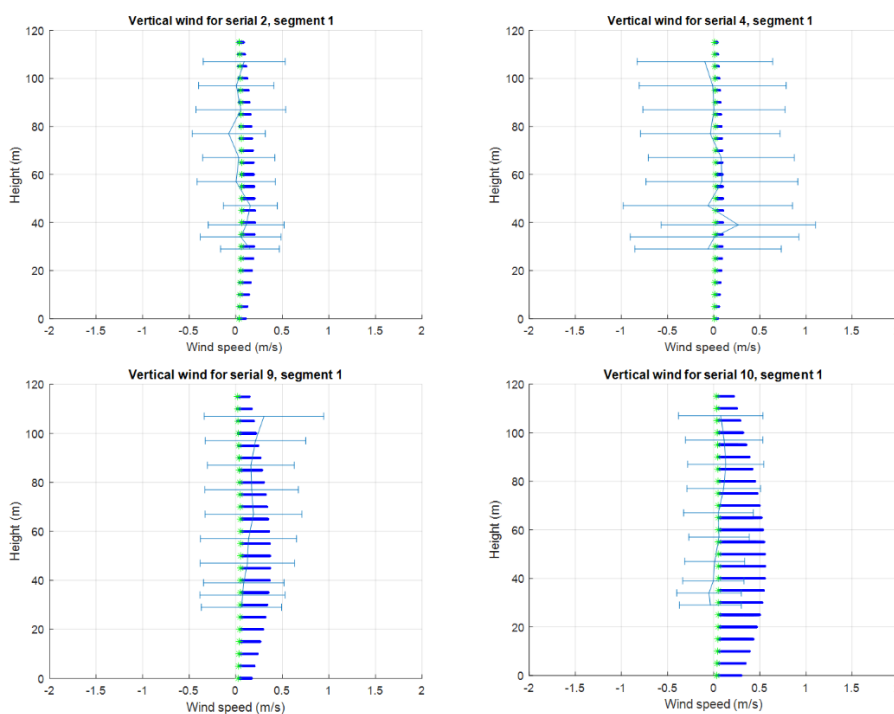 Vertical wind for serial 2, segment 1
120
100
80
60
40
20
0
Height (m)
-2 -1.5 -1 -0.5 0 0.5 1 1.5 2
Wind speed (m/s)
Vertical wind for serial 4, segment 1
120
100
80
60
40
20
0
Height (m)
-2 -1.5 -1 -0.5 0 0.5 1 1.5
Wind speed (m/s)
Vertical wind for serial 9, segment 1
120
100
80
60
40
20
0
Height (m)
-2 -1.5 -1 -0.5 0 0.5 1 1.5 2
Wind speed (m/s)
Vertical wind for serial 10, segment 1
120
100
80
60
40
20
0
Height (m)
-2 -1.5 -1 -0.5 0 0.5 1 1.5
Wind speed (m/s)